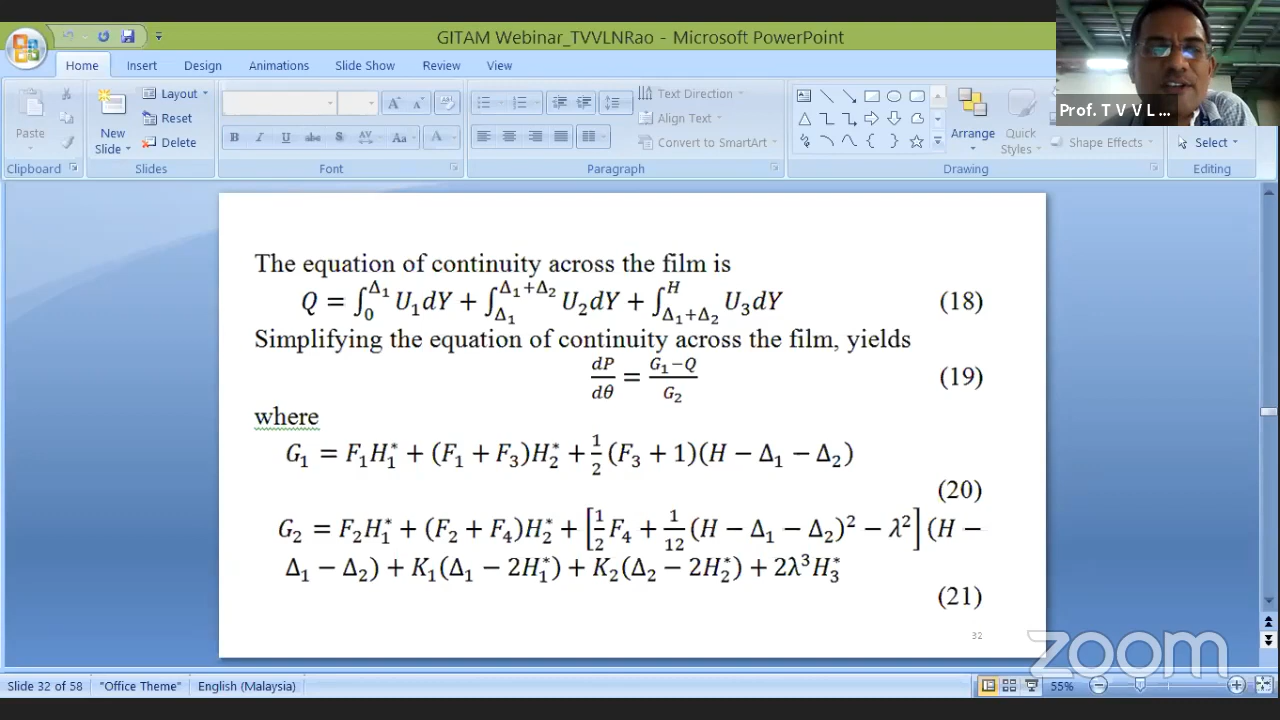 GITAM Webinar_TVVLNRao - Microsoft PowerPoint
Home Insert Design Animations Slide Show Review View
Paste
Clipboard
New Slide
Layout
Reset
Delete
Slides
B I U abc S AV Aa A
Font
Text Direction
Align Text
Convert to SmartArt
Paragraph
Arrange
Quick Styles
Shape Effects
Drawing
Select
Editing
Prof. T V V L ...
The equation of continuity across the film is
Q = ∫₀^{Δ₁} U₁dY + ∫_{Δ₁}^{Δ₁+Δ₂} U₂dY + ∫_{Δ₁+Δ₂}^{H} U₃dY (18)
Simplifying the equation of continuity across the film, yields
dP/dθ = (G₁−Q)/G₂ (19)
where
G₁ = F₁H₁* + (F₁ + F₃)H₂* + 1/2 (F₃ + 1)(H − Δ₁ − Δ₂)
(20)
G₂ = F₂H₁* + (F₂ + F₄)H₂* + [1/2 F₄ + 1/12 (H − Δ₁ − Δ₂)² − λ²] (H −
Δ₁ − Δ₂) + K₁(Δ₁ − 2H₁*) + K₂(Δ₂ − 2H₂*) + 2λ³H₃*
(21)
32
zoom
Slide 32 of 58 "Office Theme" English (Malaysia) 55%